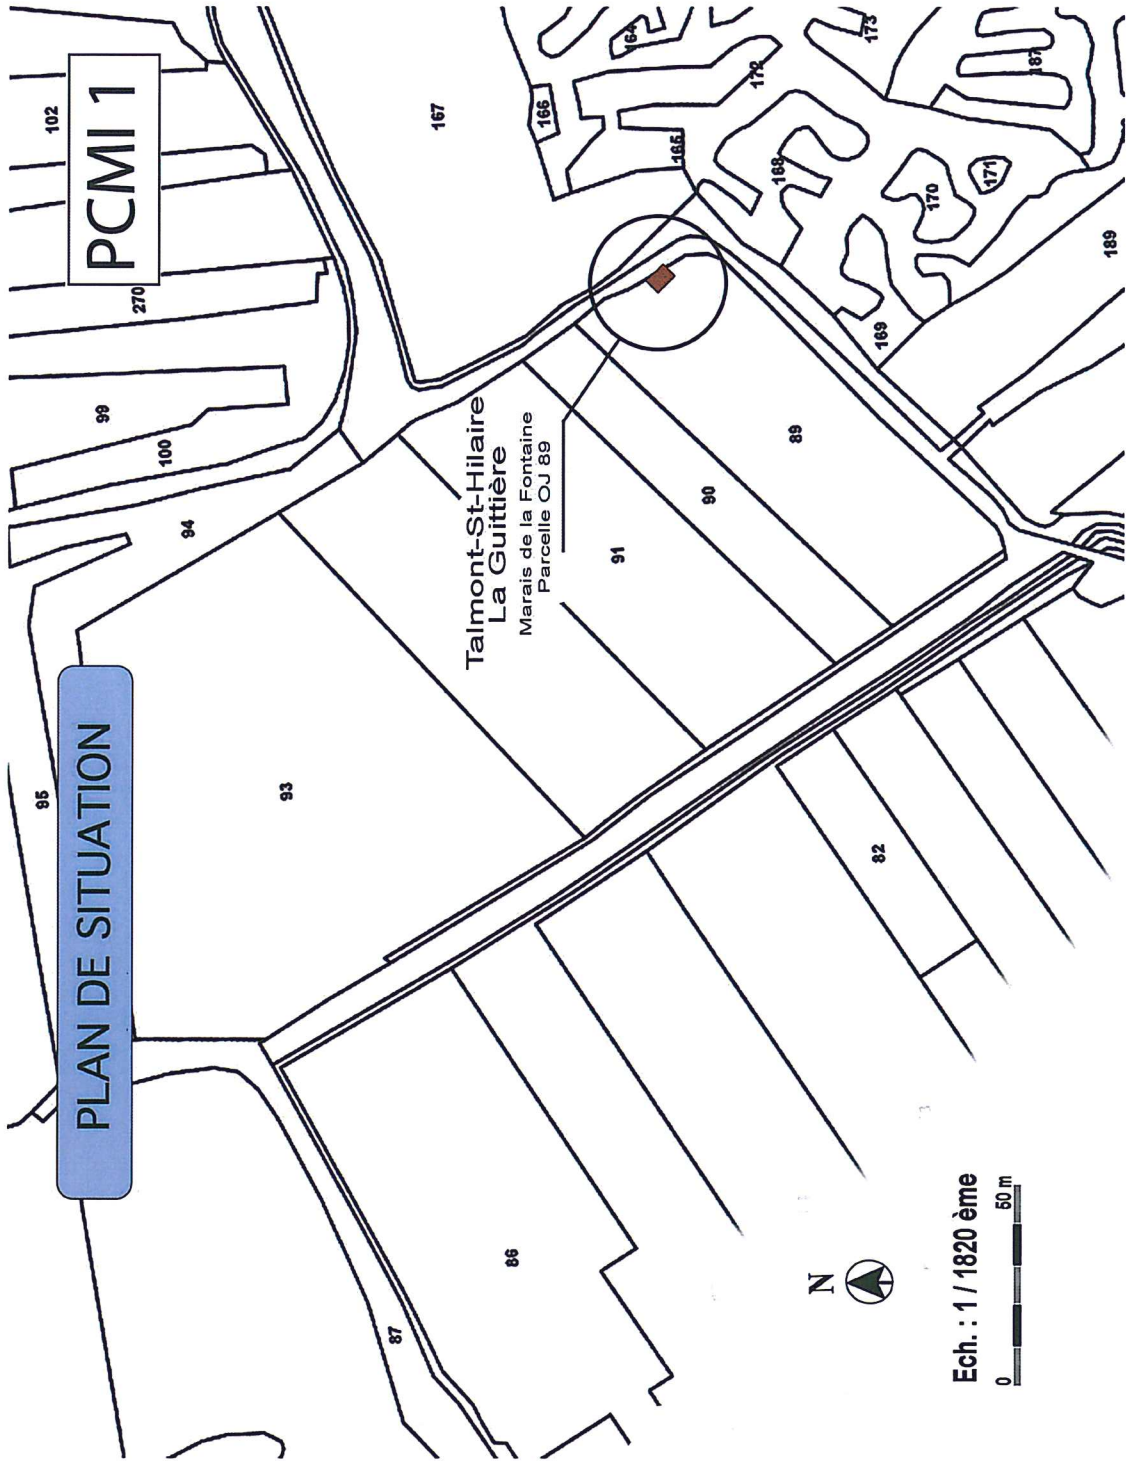 95
102
PLAN DE SITUATION
PCMI 1
99
270
100
94
93
87
167
Talmont-St-Hilaire
La Guittière
Marais de la Fontaine
Parcelle OJ 89
86
166
91
164
165
90
172
168
89
N
173
82
169
170
Ech. : 1 / 1820 ème
171
0 50 m
187
189